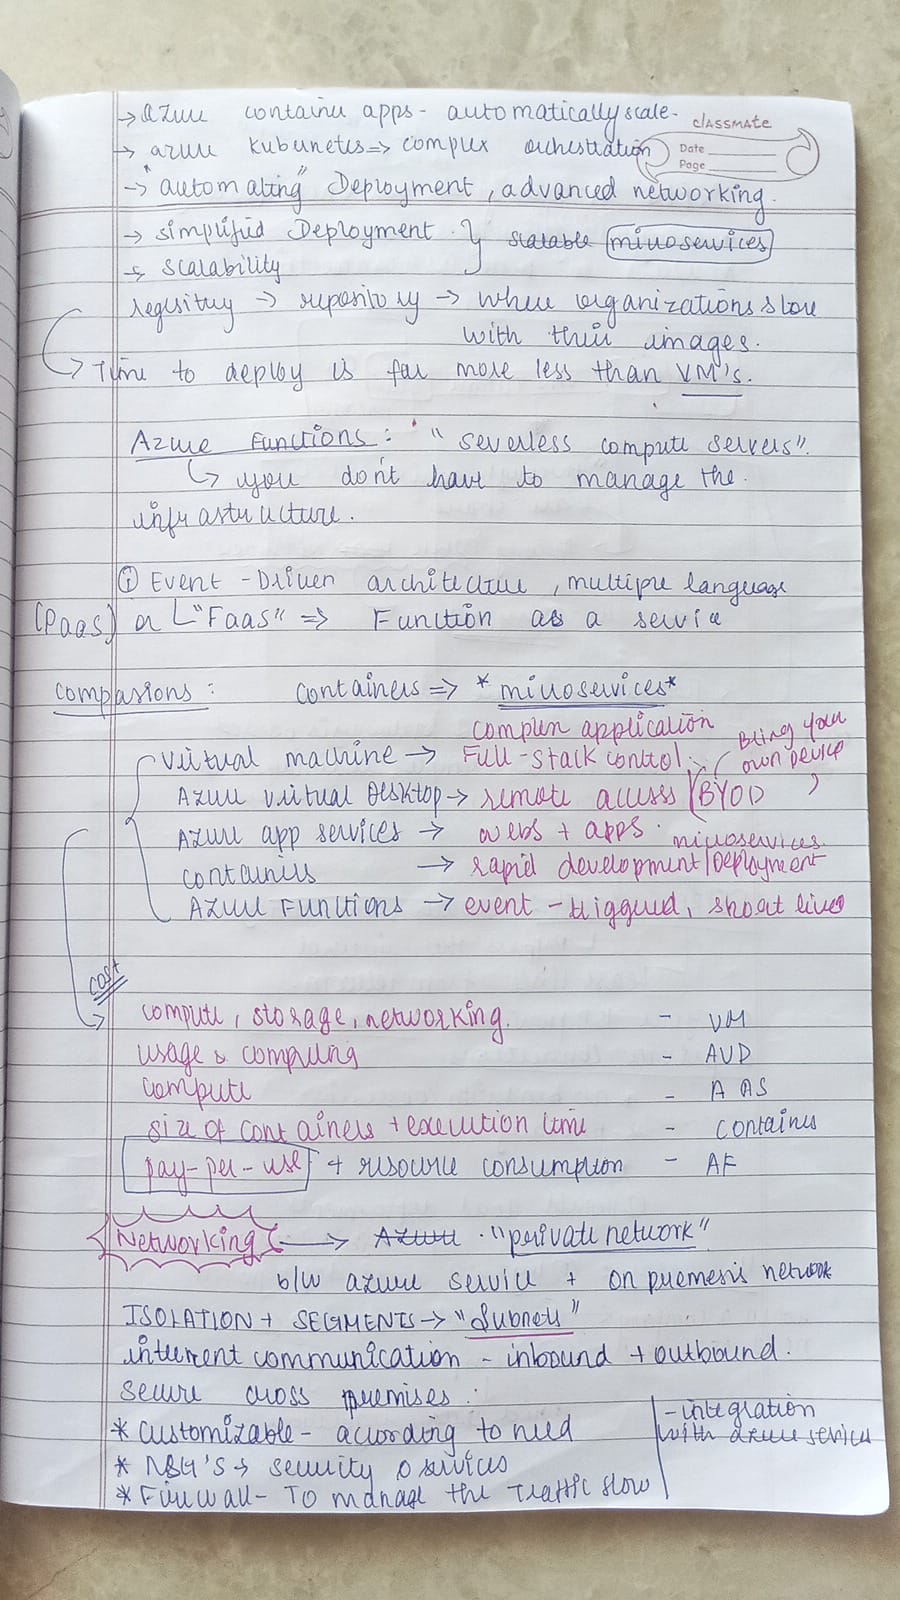 → Azure container apps - automatically scale.
classmate
Date
Page
→ azure kubunetes => complex orchestration
→ "automating" Deployment, advanced networking.
→ simplified Deployment
→ scalability
scalable microservices
registry → repository → where organizations store
with their images.
→ Time to deploy is far more less than VM's.
Azure Functions: "severless compute servers".
↳ you don't have to manage the
infrastructure.
① Event-Driven architecture, multiple language
(PaaS) or ↳ "FaaS" => Function as a service
Comparsions: containers => *microservices*
complex application
Virtual machine → Full-stack control.
Bring your
own Device
Azure virtual Desktop → remote access / BYOD
Azure app services → webs + apps.
microservices.
containers → rapid development/Deployment
Azure Functions → event-triggered, short lived
cost
→ compute, storage, networking. - VM
usage & computing - AVD
compute - AAS
size of containers + execution time - containers
pay-per-use + resource consumption - AF
Networking → Azure "private network"
b/w azure service + on premesis network
ISOLATION + SEGMENTS → "Subnets"
interent communication - inbound + outbound.
secure cross premises.
* Customizable - according to need
- integration
with azure services
* NSG'S → security services
* Firewall - To manage the Traffic slow